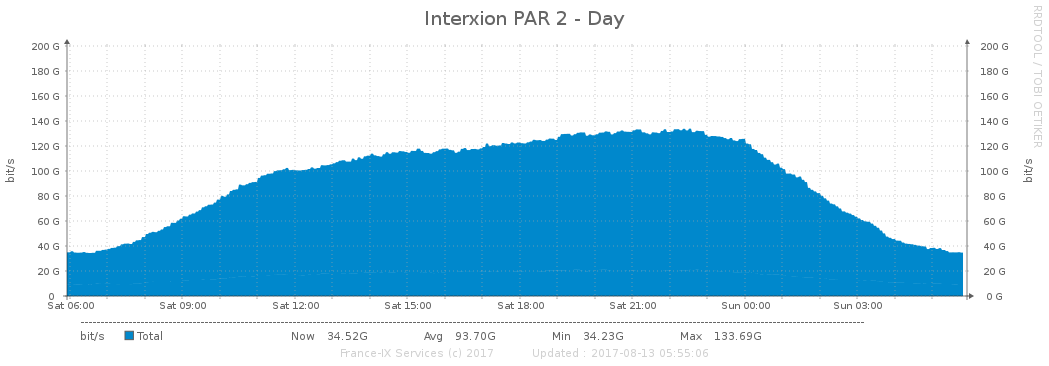 Interxion PAR 2 - Day
RRDTOOL / TOBI OETIKER
bit/s
200 G 200 G
180 G 180 G
160 G 160 G
140 G 140 G
120 G 120 G
100 G 100 G
80 G 80 G
60 G 60 G
40 G 40 G
20 G 20 G
0 0 G
bit/s
Sat 06:00 Sat 09:00 Sat 12:00 Sat 15:00 Sat 18:00 Sat 21:00 Sun 00:00 Sun 03:00
bit/s Total Now 34.52G Avg 93.70G Min 34.23G Max 133.69G
France-IX Services (c) 2017 Updated : 2017-08-13 05:55:06